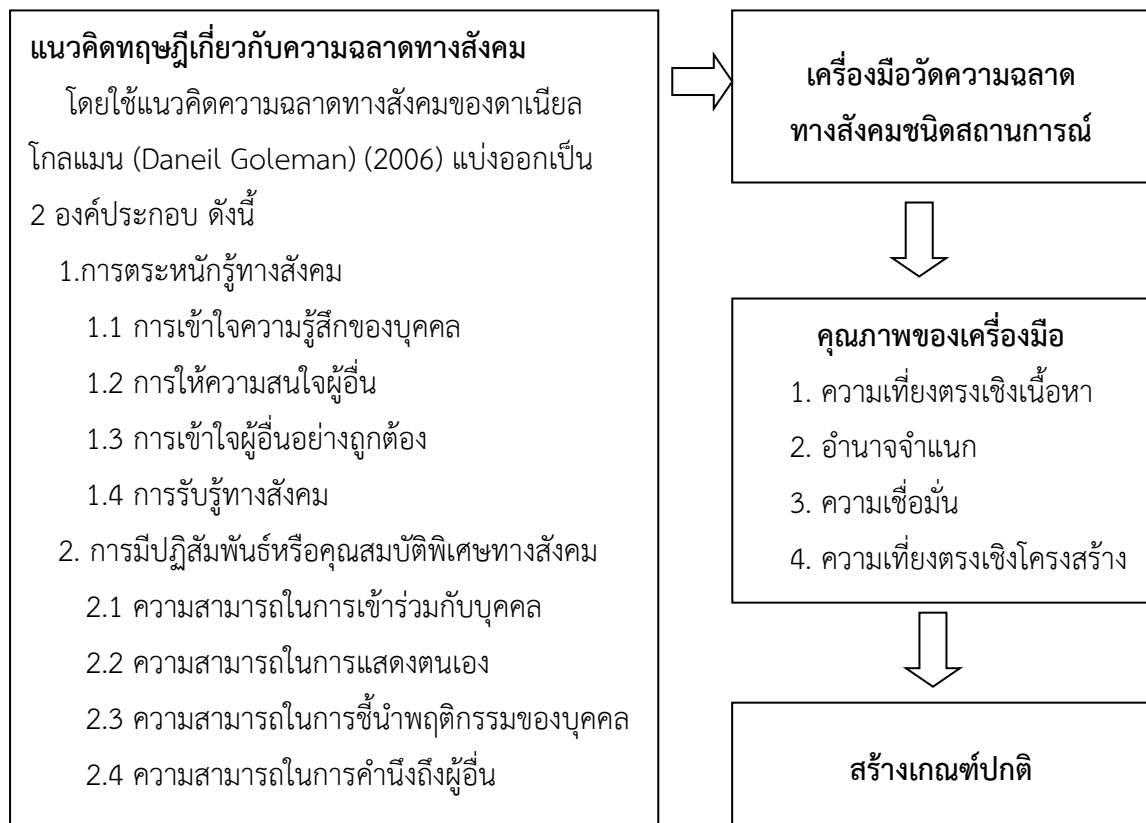 แนวคิดทฤษฎีเกี่ยวกับความฉลาดทางสังคม
โดยใช้แนวคิดความฉลาดทางสังคมของดาเนียล
โกลแมน (Daneil Goleman) (2006) แบ่งออกเป็น
2 องค์ประกอบ ดังนี้
1.การตระหนักรู้ทางสังคม
1.1 การเข้าใจความรู้สึกของบุคคล
1.2 การให้ความสนใจผู้อื่น
1.3 การเข้าใจผู้อื่นอย่างถูกต้อง
1.4 การรับรู้ทางสังคม
2. การมีปฏิสัมพันธ์หรือคุณสมบัติพิเศษทางสังคม
2.1 ความสามารถในการเข้าร่วมกับบุคคล
2.2 ความสามารถในการแสดงตนเอง
2.3 ความสามารถในการชี้นำพฤติกรรมของบุคคล
2.4 ความสามารถในการคำนึงถึงผู้อื่น
เครื่องมือวัดความฉลาด
ทางสังคมชนิดสถานการณ์
คุณภาพของเครื่องมือ
1. ความเที่ยงตรงเชิงเนื้อหา
2. อำนาจจำแนก
3. ความเชื่อมั่น
4. ความเที่ยงตรงเชิงโครงสร้าง
สร้างเกณฑ์ปกติ